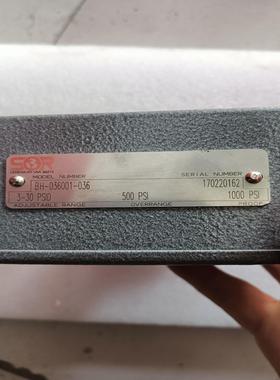 SOR
MODEL NUMBER SERIAL NUMBER
BH-036001-036 170220162
3-30 PSID 500 PSI 1000 PSI
ADJUSTABLE RANGE OVERRANGE PROOF